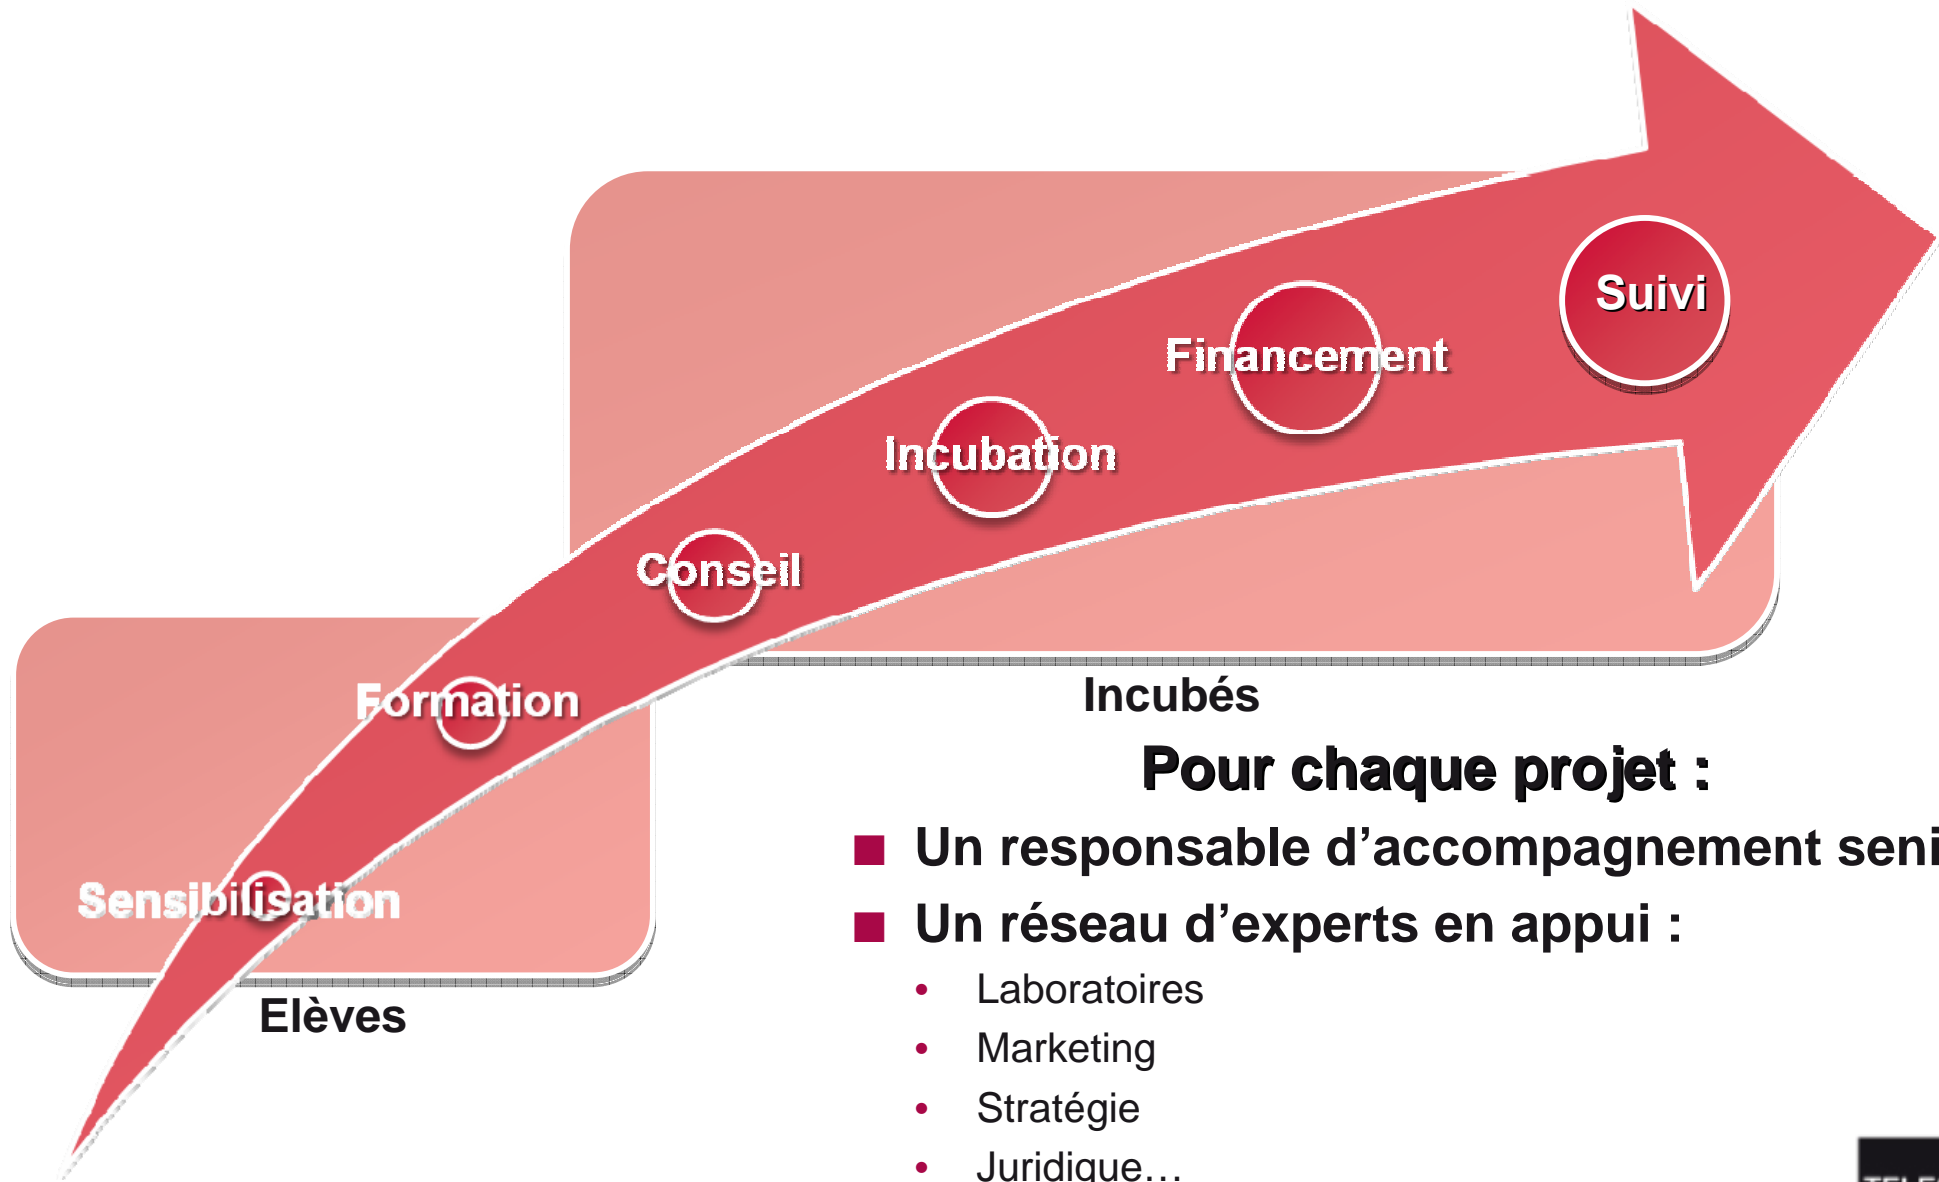 Suivi
Financement
Incubation
Conseil
Formation
Sensibilisation
Incubés
Elèves
Pour chaque projet :
■ Un responsable d’accompagnement seni
■ Un réseau d’experts en appui :
• Laboratoires
• Marketing
• Stratégie
• Juridique…